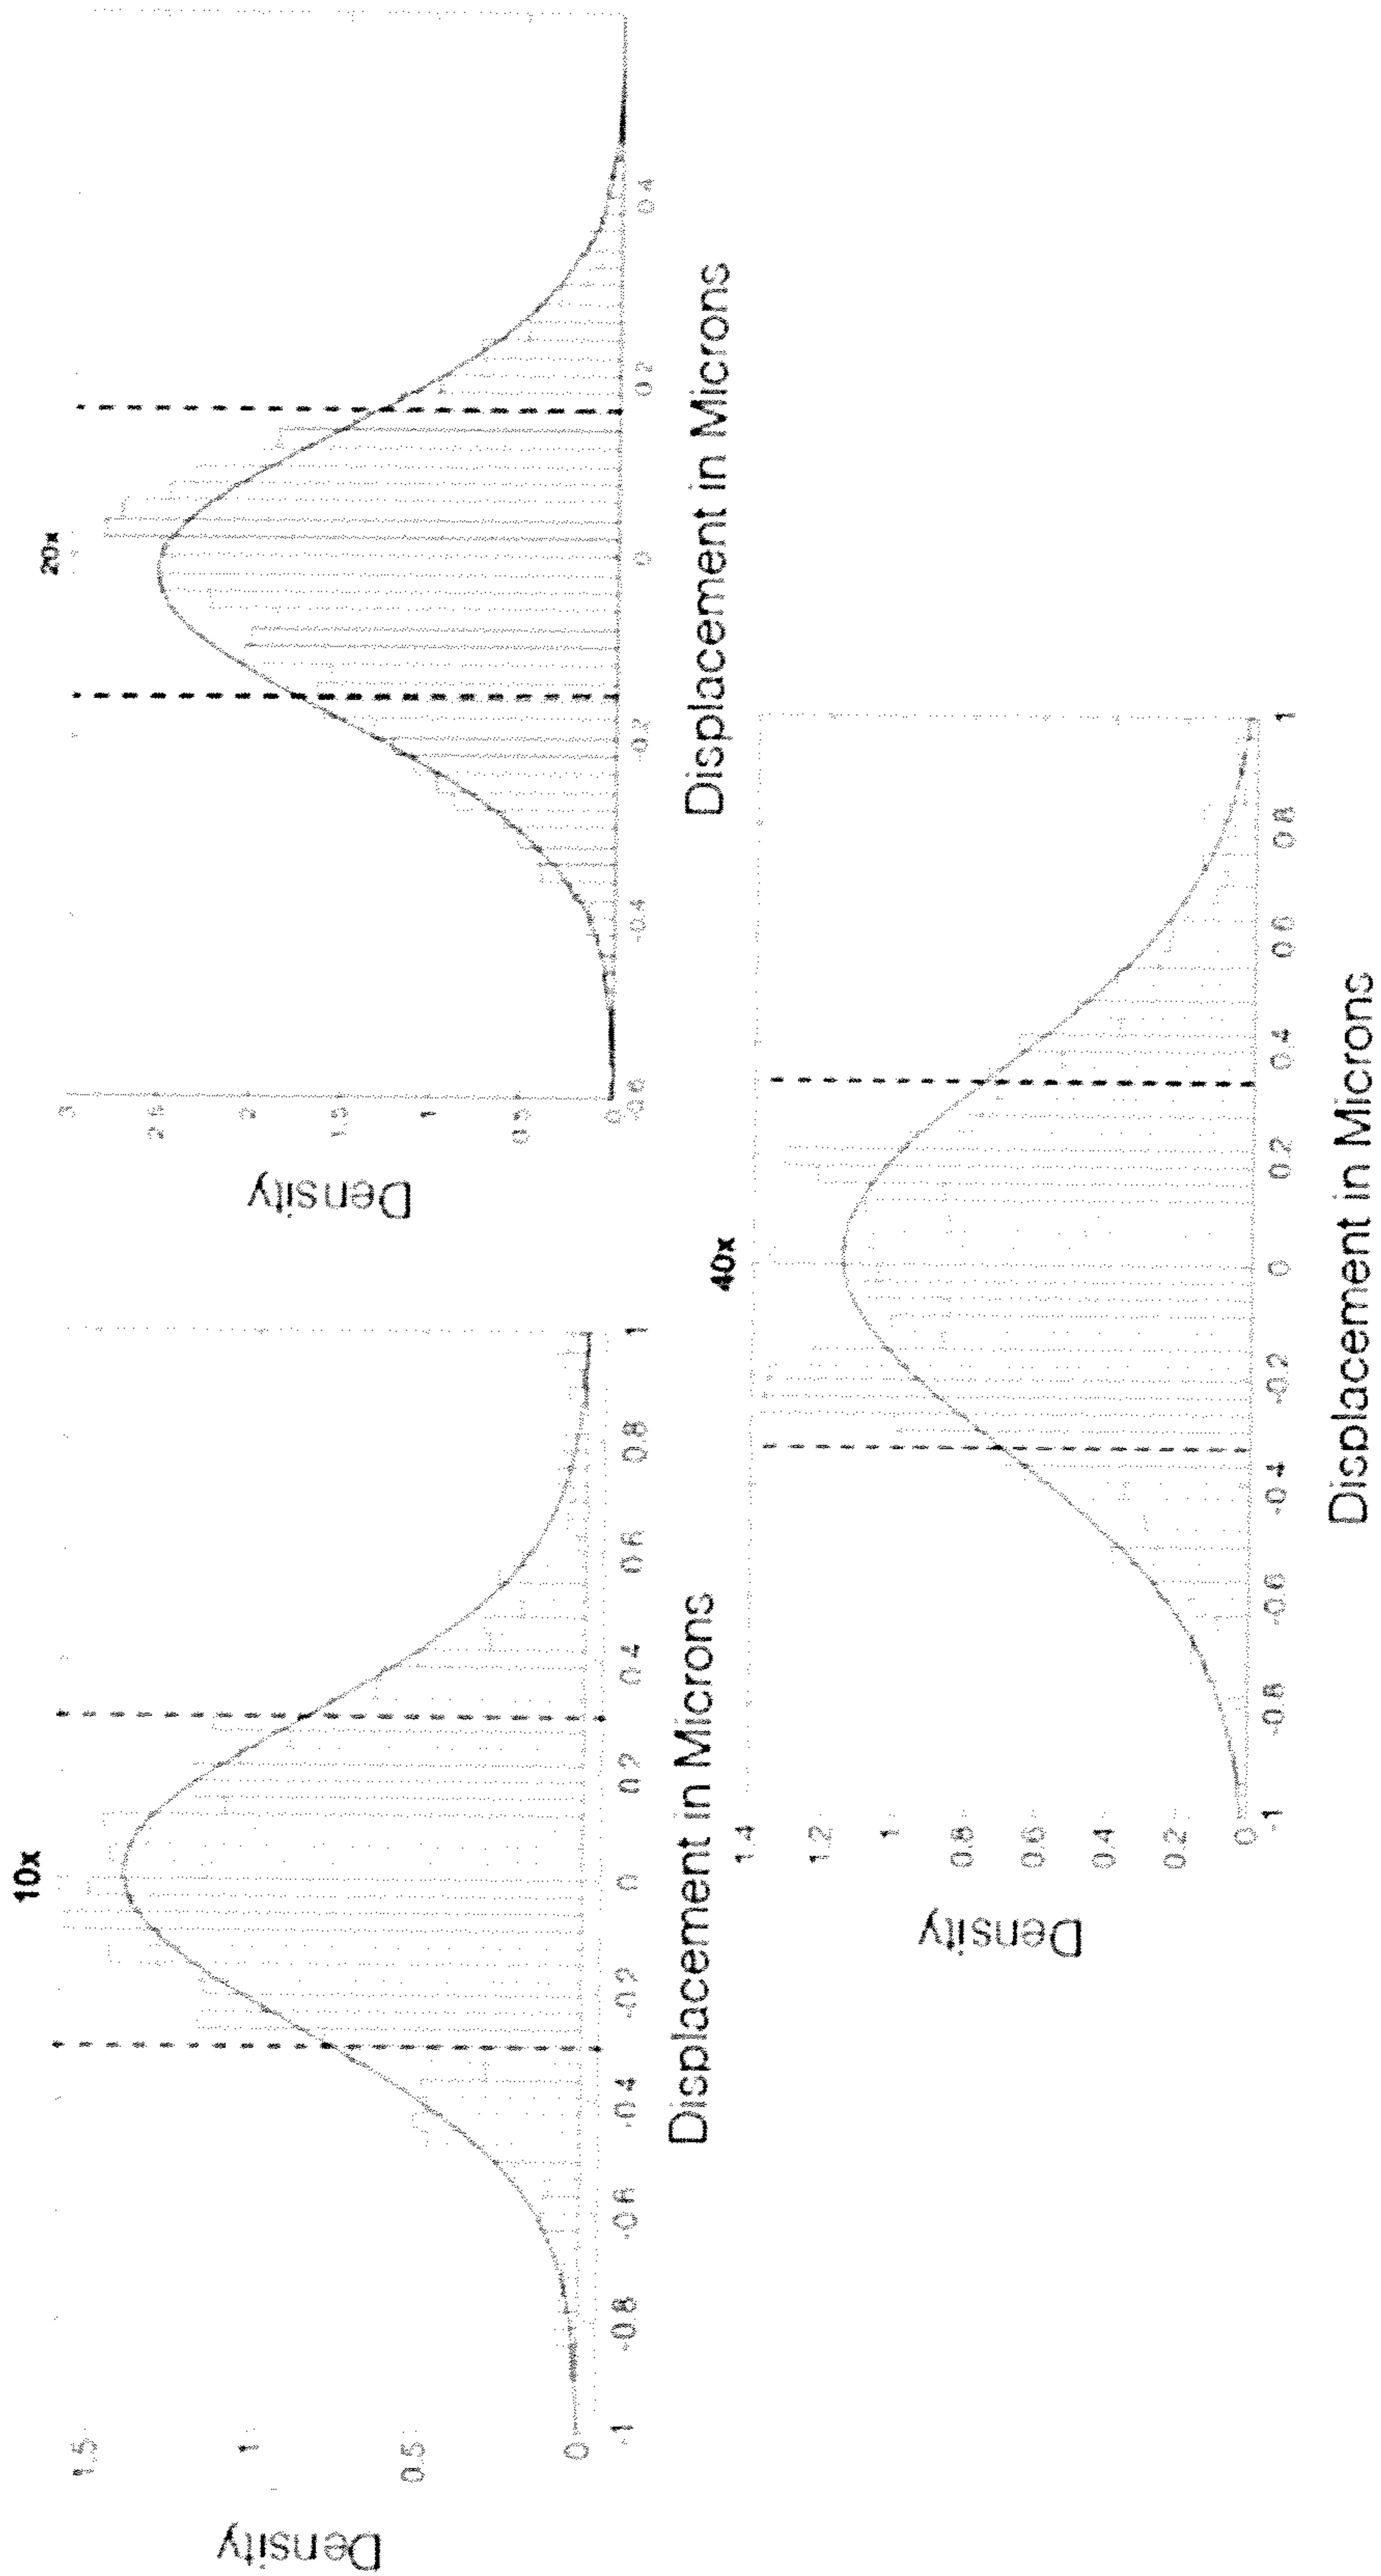 10x
Density
1.5
1
0.5
0
-1 -0.8 -0.6 -0.4 -0.2 0 0.2 0.4 0.6 0.8 1
Displacement in Microns
20x
Density
3
2.5
2
1.5
1
0.5
0
-0.6 -0.4 -0.2 0 0.2 0.4
Displacement in Microns
40x
Density
1.4
1.2
1
0.8
0.6
0.4
0.2
0
-1 -0.8 -0.6 -0.4 -0.2 0 0.2 0.4 0.6 0.8 1
Displacement in Microns